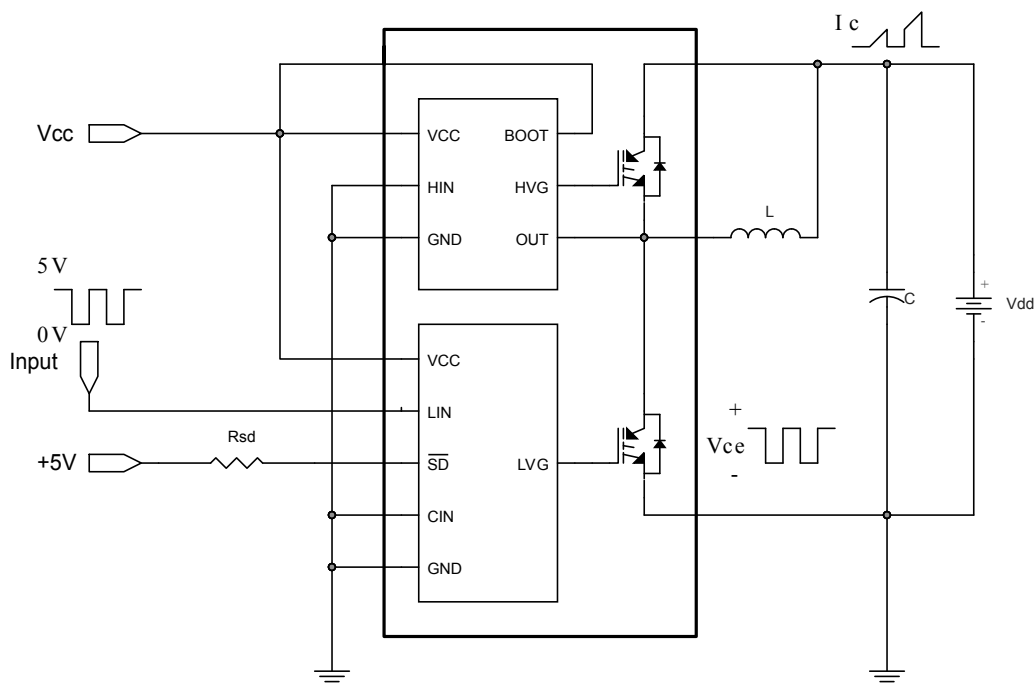 Ic
Vcc
VCC
BOOT
HIN
HVG
GND
OUT
L
5V
0V
Input
C
+
-
Vdd
VCC
LIN
Rsd
+5V
SD
LVG
CIN
GND
+
Vce
-